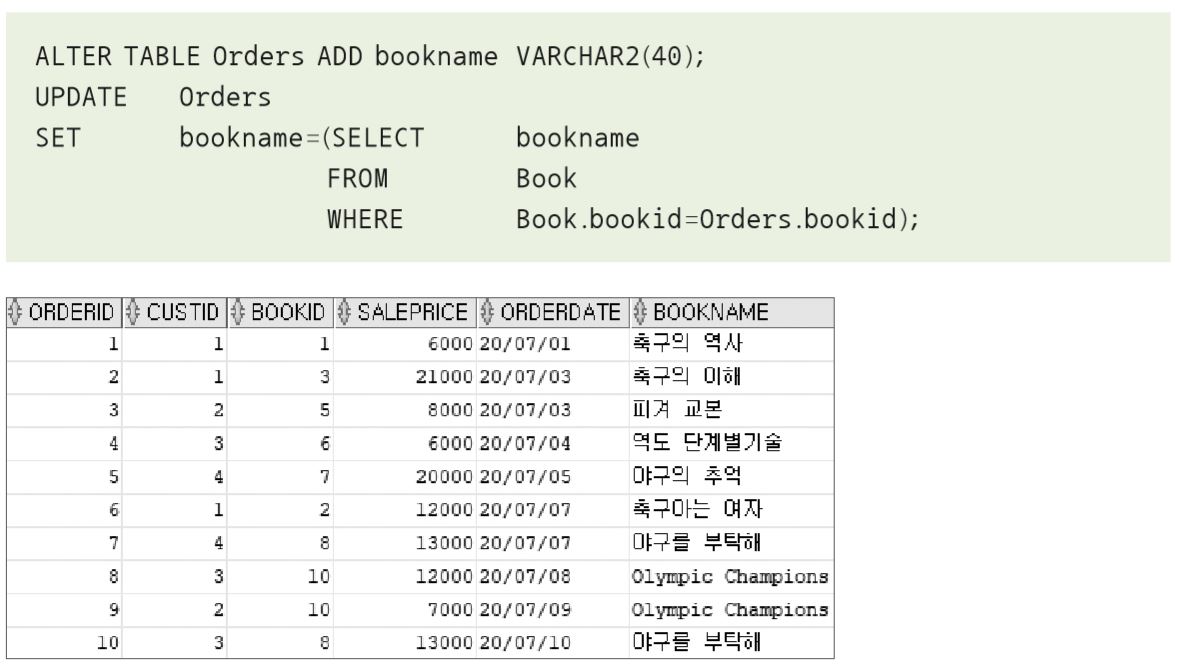 ALTER TABLE Orders ADD bookname VARCHAR2(40);
UPDATE Orders
SET bookname=(SELECT bookname
FROM Book
WHERE Book.bookid=Orders.bookid);
ORDERID CUSTID BOOKID SALEPRICE ORDERDATE BOOKNAME
1 1 1 6000 20/07/01 축구의 역사
2 1 3 21000 20/07/03 축구의 이해
3 2 5 8000 20/07/03 피겨 교본
4 3 6 6000 20/07/04 역도 단계별기술
5 4 7 20000 20/07/05 야구의 추억
6 1 2 12000 20/07/07 축구아는 여자
7 4 8 13000 20/07/07 야구를 부탁해
8 3 10 12000 20/07/08 Olympic Champions
9 2 10 7000 20/07/09 Olympic Champions
10 3 8 13000 20/07/10 야구를 부탁해